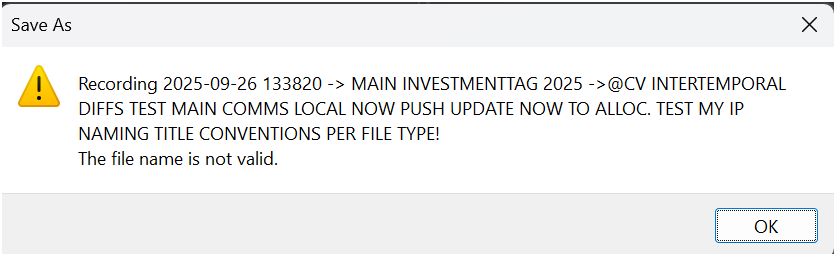 Save As
Recording 2025-09-26 133820 -> MAIN INVESTMENTTAG 2025 ->@CV INTERTEMPORAL
DIFFS TEST MAIN COMMS LOCAL NOW PUSH UPDATE NOW TO ALLOC. TEST MY IP
NAMING TITLE CONVENTIONS PER FILE TYPE!
The file name is not valid.
OK